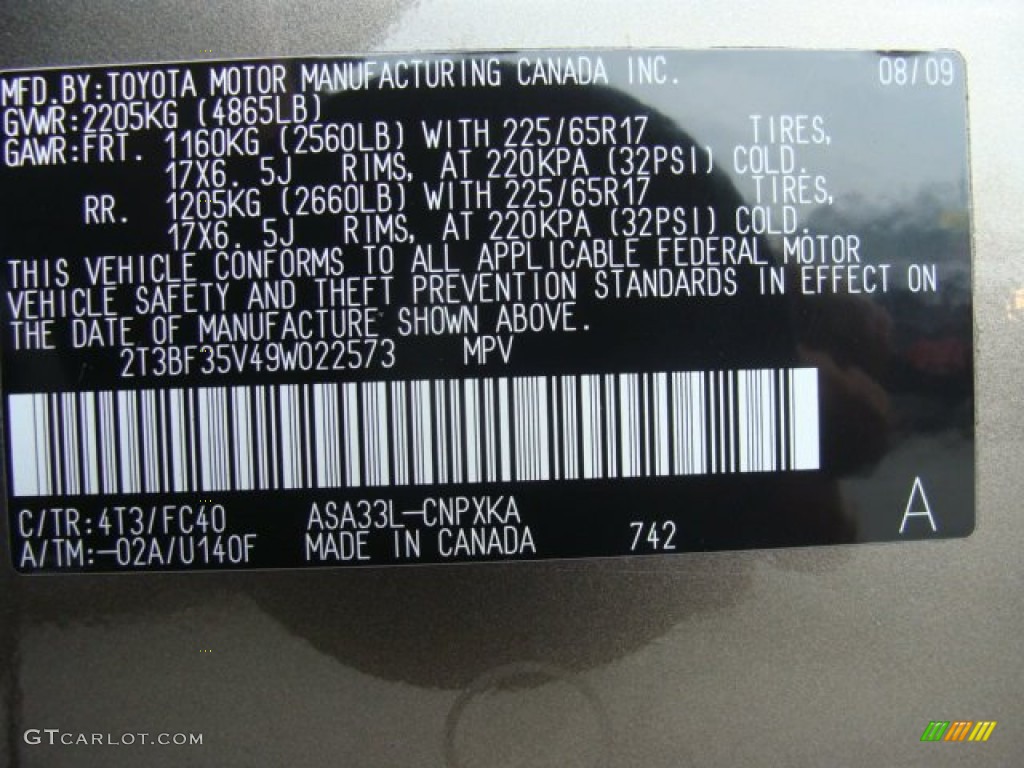 MFD.BY:TOYOTA MOTOR MANUFACTURING CANADA INC. 08/09
GVWR:2205KG (4865LB)
GAWR:FRT. 1160KG (2560LB) WITH 225/65R17 TIRES,
17X6. 5J RIMS, AT 220KPA (32PSI) COLD.
RR. 1205KG (2660LB) WITH 225/65R17 TIRES,
17X6. 5J RIMS, AT 220KPA (32PSI) COLD.
THIS VEHICLE CONFORMS TO ALL APPLICABLE FEDERAL MOTOR
VEHICLE SAFETY AND THEFT PREVENTION STANDARDS IN EFFECT ON
THE DATE OF MANUFACTURE SHOWN ABOVE.
2T3BF35V49W022573 MPV
C/TR:4T3/FC40 ASA33L-CNPXKA A
A/TM:-02A/U140F MADE IN CANADA 742
GTCARLOT.COM